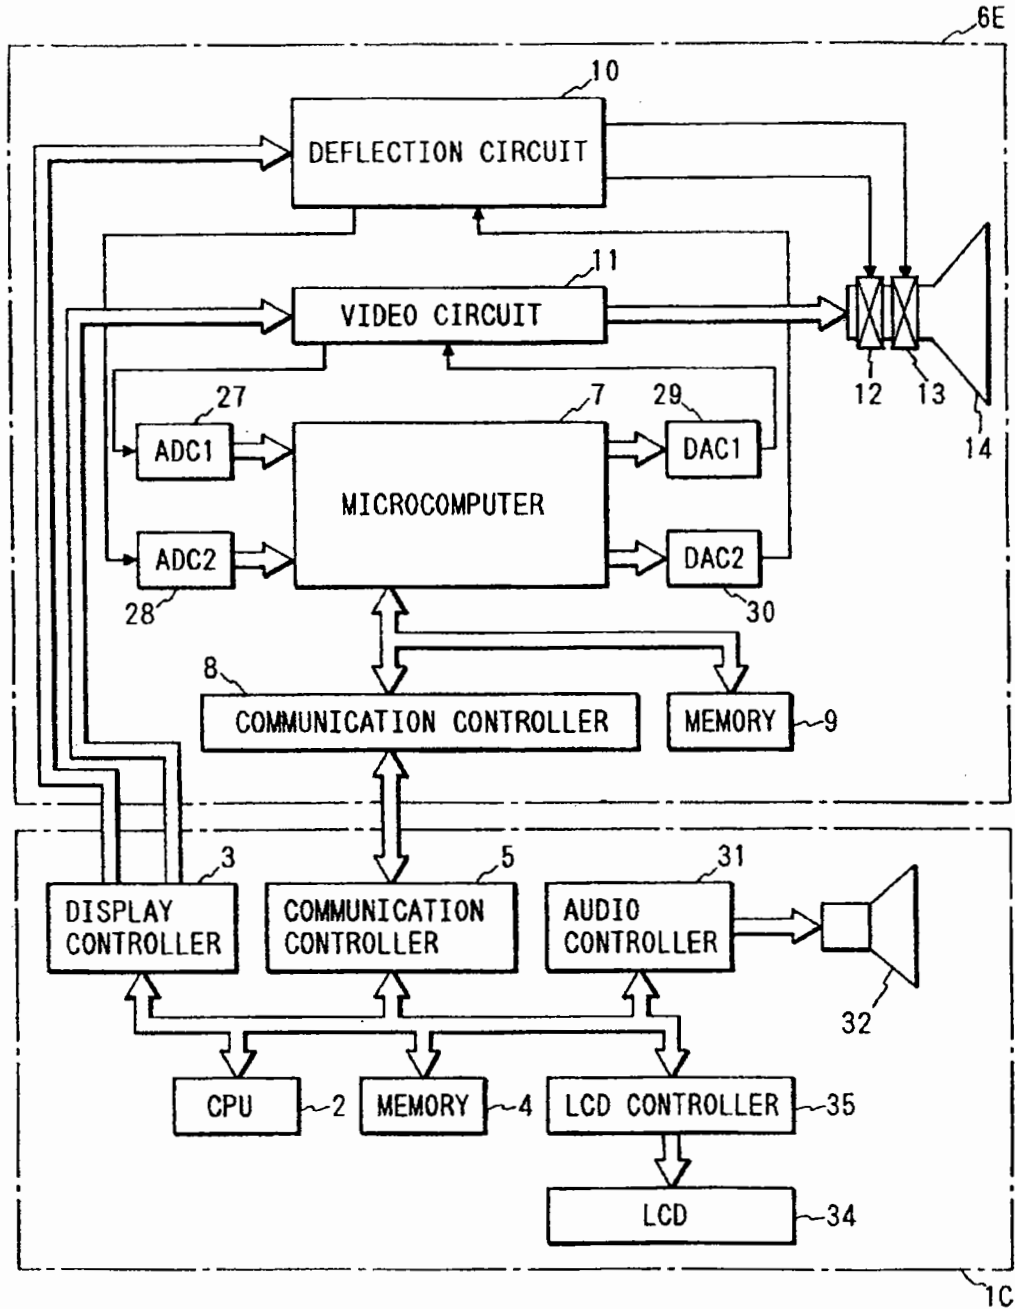 6E
10
DEFLECTION CIRCUIT
11
VIDEO CIRCUIT
12
13
14
27
7
29
ADC1
DAC1
MICROCOMPUTER
ADC2
DAC2
28
30
8
COMMUNICATION CONTROLLER
MEMORY
9
3
5
31
DISPLAY
CONTROLLER
COMMUNICATION
CONTROLLER
AUDIO
CONTROLLER
32
CPU
2
MEMORY
4
LCD CONTROLLER
35
LCD
34
1C